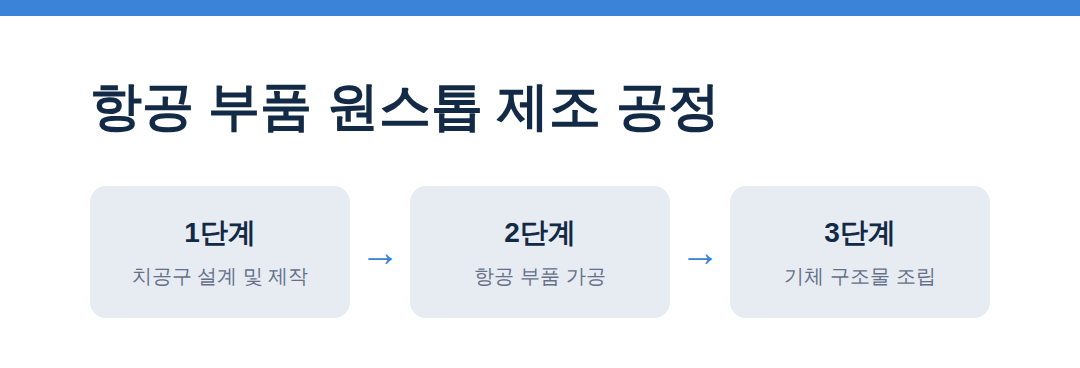 항공 부품 원스톱 제조 공정
1단계
치공구 설계 및 제작
→
2단계
항공 부품 가공
→
3단계
기체 구조물 조립